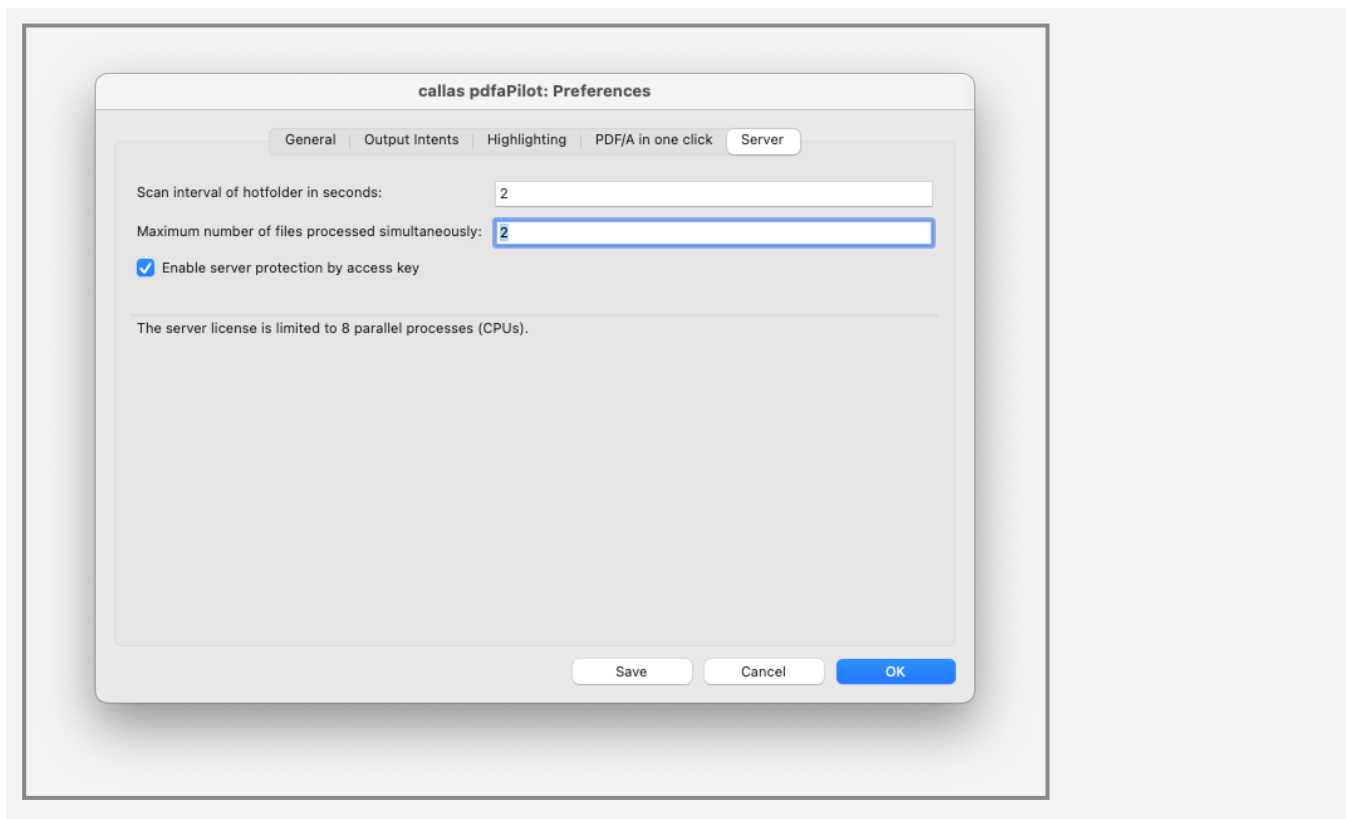 callas pdfaPilot: Preferences
General Output Intents Highlighting PDF/A in one click Server
Scan interval of hotfolder in seconds: 2
Maximum number of files processed simultaneously: 2
Enable server protection by access key
The server license is limited to 8 parallel processes (CPUs).
Save Cancel OK